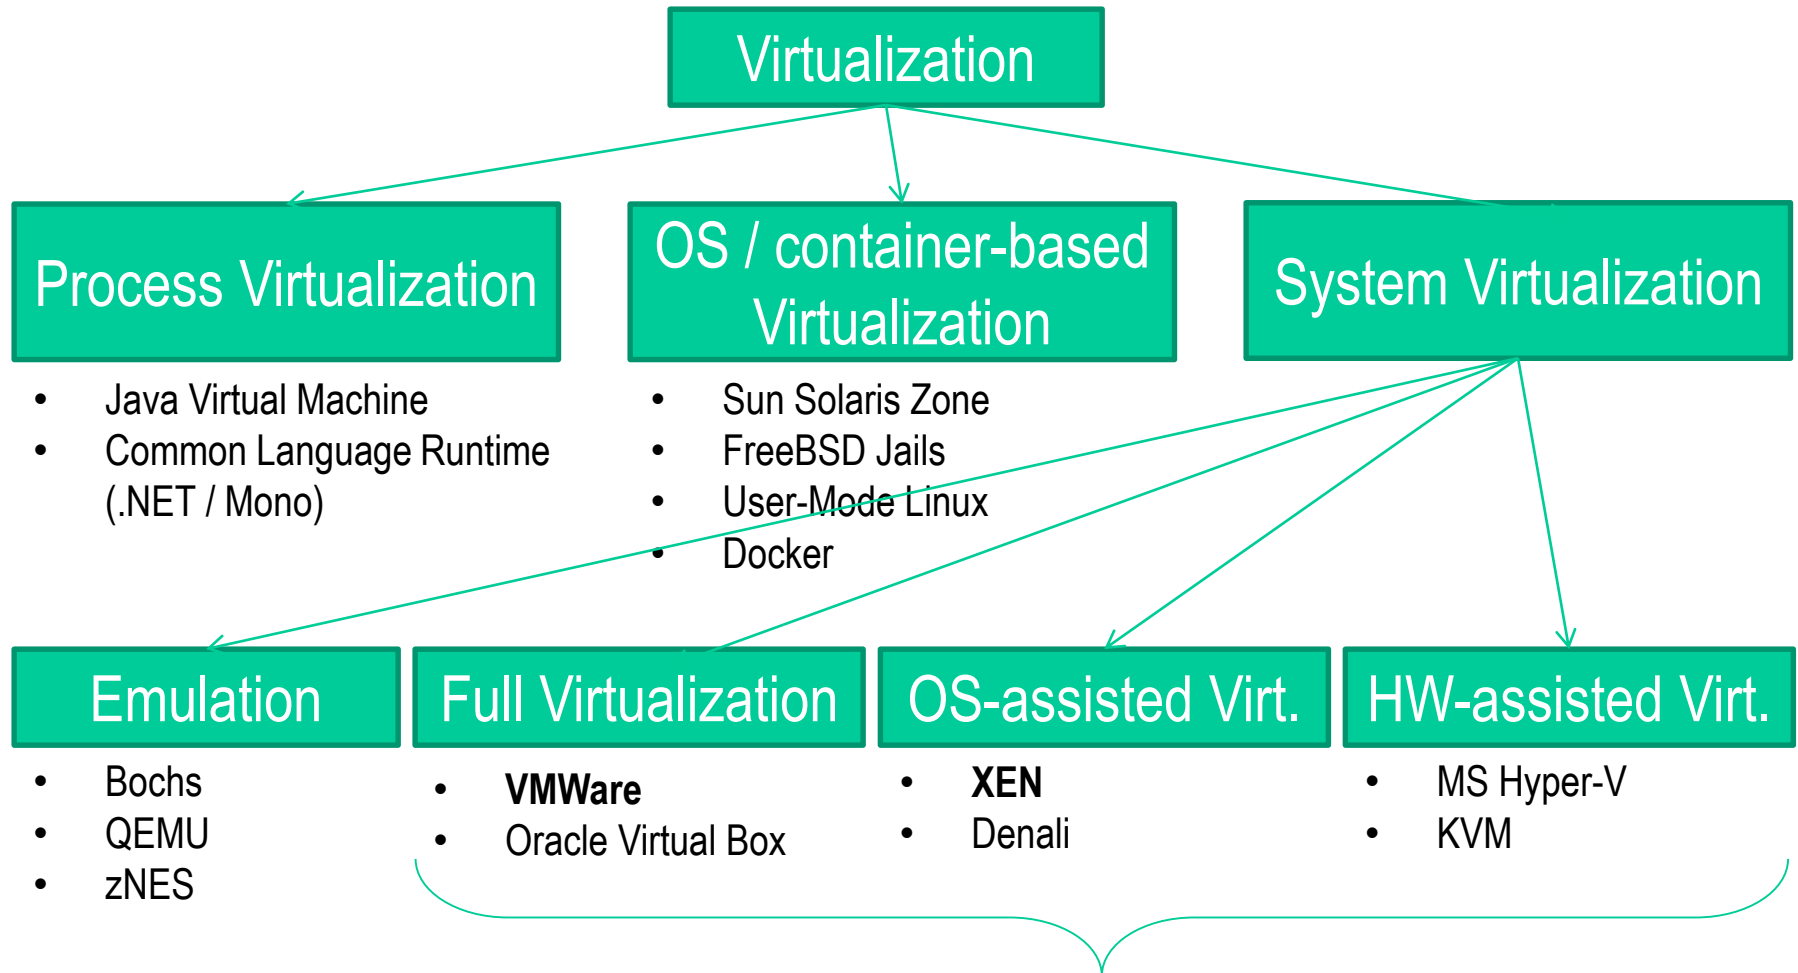 Virtualization
Process Virtualization
OS / container-based
Virtualization
System Virtualization
• Java Virtual Machine
• Common Language Runtime
(.NET / Mono)
• Sun Solaris Zone
• FreeBSD Jails
• User-Mode Linux
• Docker
Emulation
Full Virtualization
OS-assisted Virt.
HW-assisted Virt.
• Bochs
• QEMU
• zNES
• VMWare
• Oracle Virtual Box
• XEN
• Denali
• MS Hyper-V
• KVM